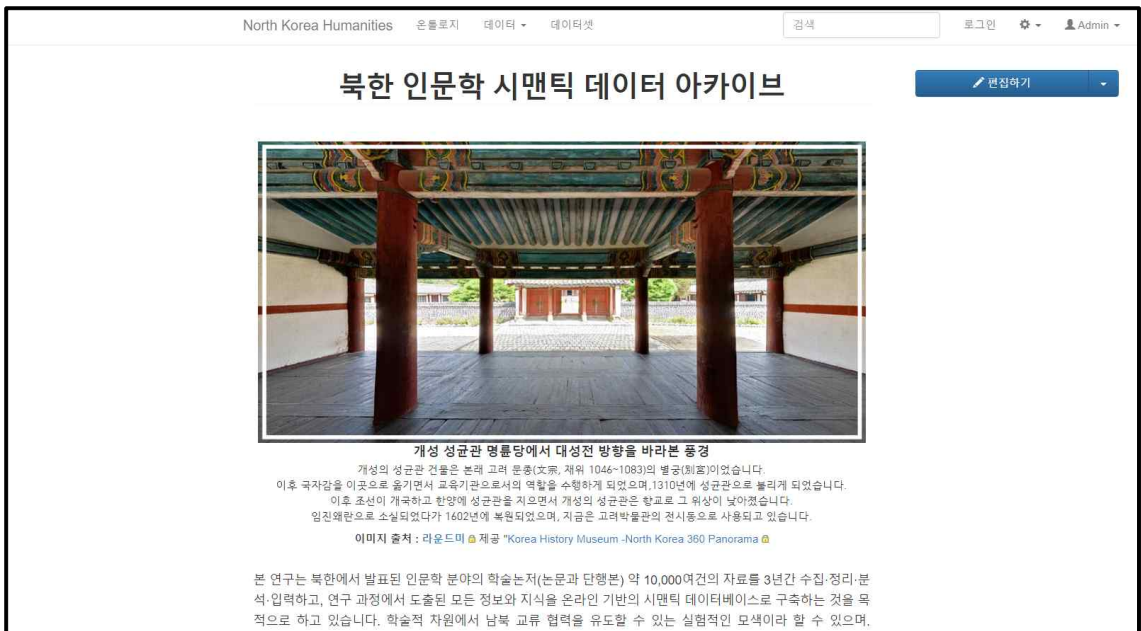 North Korea Humanities 온톨로지 데이터 데이터셋 검색 로그인 Admin
북한 인문학 시맨틱 데이터 아카이브
편집하기
개성 성균관 명륜당에서 대성전 방향을 바라본 풍경
개성의 성균관 건물은 본래 고려 문종(文宗, 재위 1046~1083)의 별궁(別宮)이었습니다.
이후 국자감을 이곳으로 옮기면서 교육기관으로서의 역할을 수행하게 되었으며,1310년에 성균관으로 불리게 되었습니다.
이후 조선이 개국하고 한양에 성균관을 지으면서 개성의 성균관은 향교로 그 위상이 낮아졌습니다.
임진왜란으로 소실되었다가 1602년에 복원되었으며, 지금은 고려박물관의 전시동으로 사용되고 있습니다.
이미지 출처 : 라운드미 제공 "Korea History Museum -North Korea 360 Panorama
본 연구는 북한에서 발표된 인문학 분야의 학술논저(논문과 단행본) 약 10,000여건의 자료를 3년간 수집·정리·분
석·입력하고, 연구 과정에서 도출된 모든 정보와 지식을 온라인 기반의 시맨틱 데이터베이스로 구축하는 것을 목
적으로 하고 있습니다. 학술적 차원에서 남북 교류 협력을 유도할 수 있는 실험적인 모색이라 할 수 있으며,